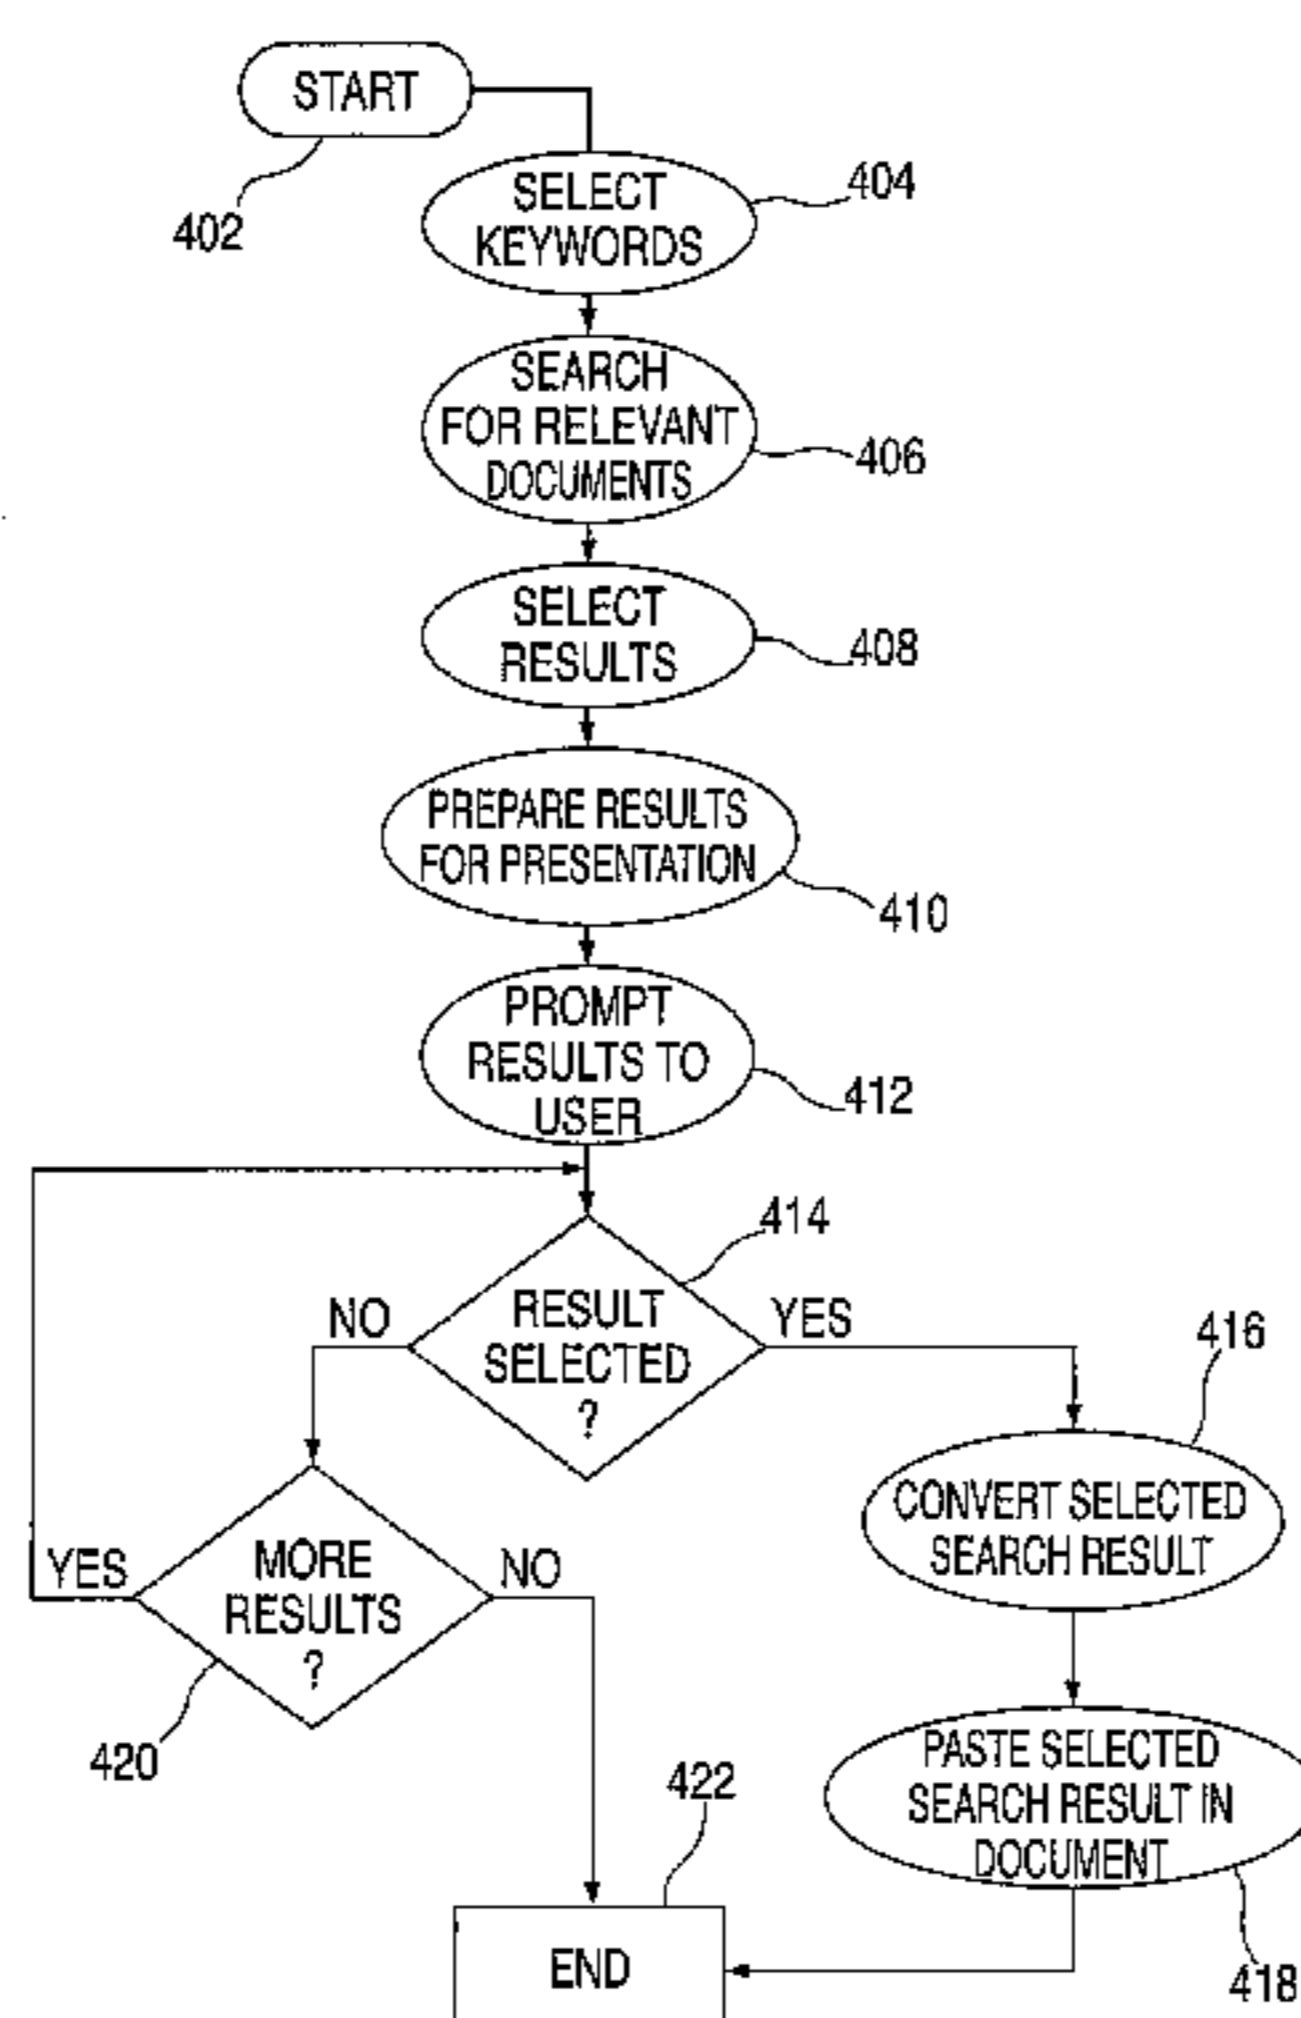 START
402
SELECT
KEYWORDS
404
SEARCH
FOR RELEVANT
DOCUMENTS
406
SELECT
RESULTS
408
PREPARE RESULTS
FOR PRESENTATION
410
PROMPT
RESULTS TO
USER
412
414
NO
RESULT
SELECTED
?
YES
416
CONVERT SELECTED
SEARCH RESULT
YES
MORE
RESULTS
?
NO
420
PASTE SELECTED
SEARCH RESULT IN
DOCUMENT
418
422
END